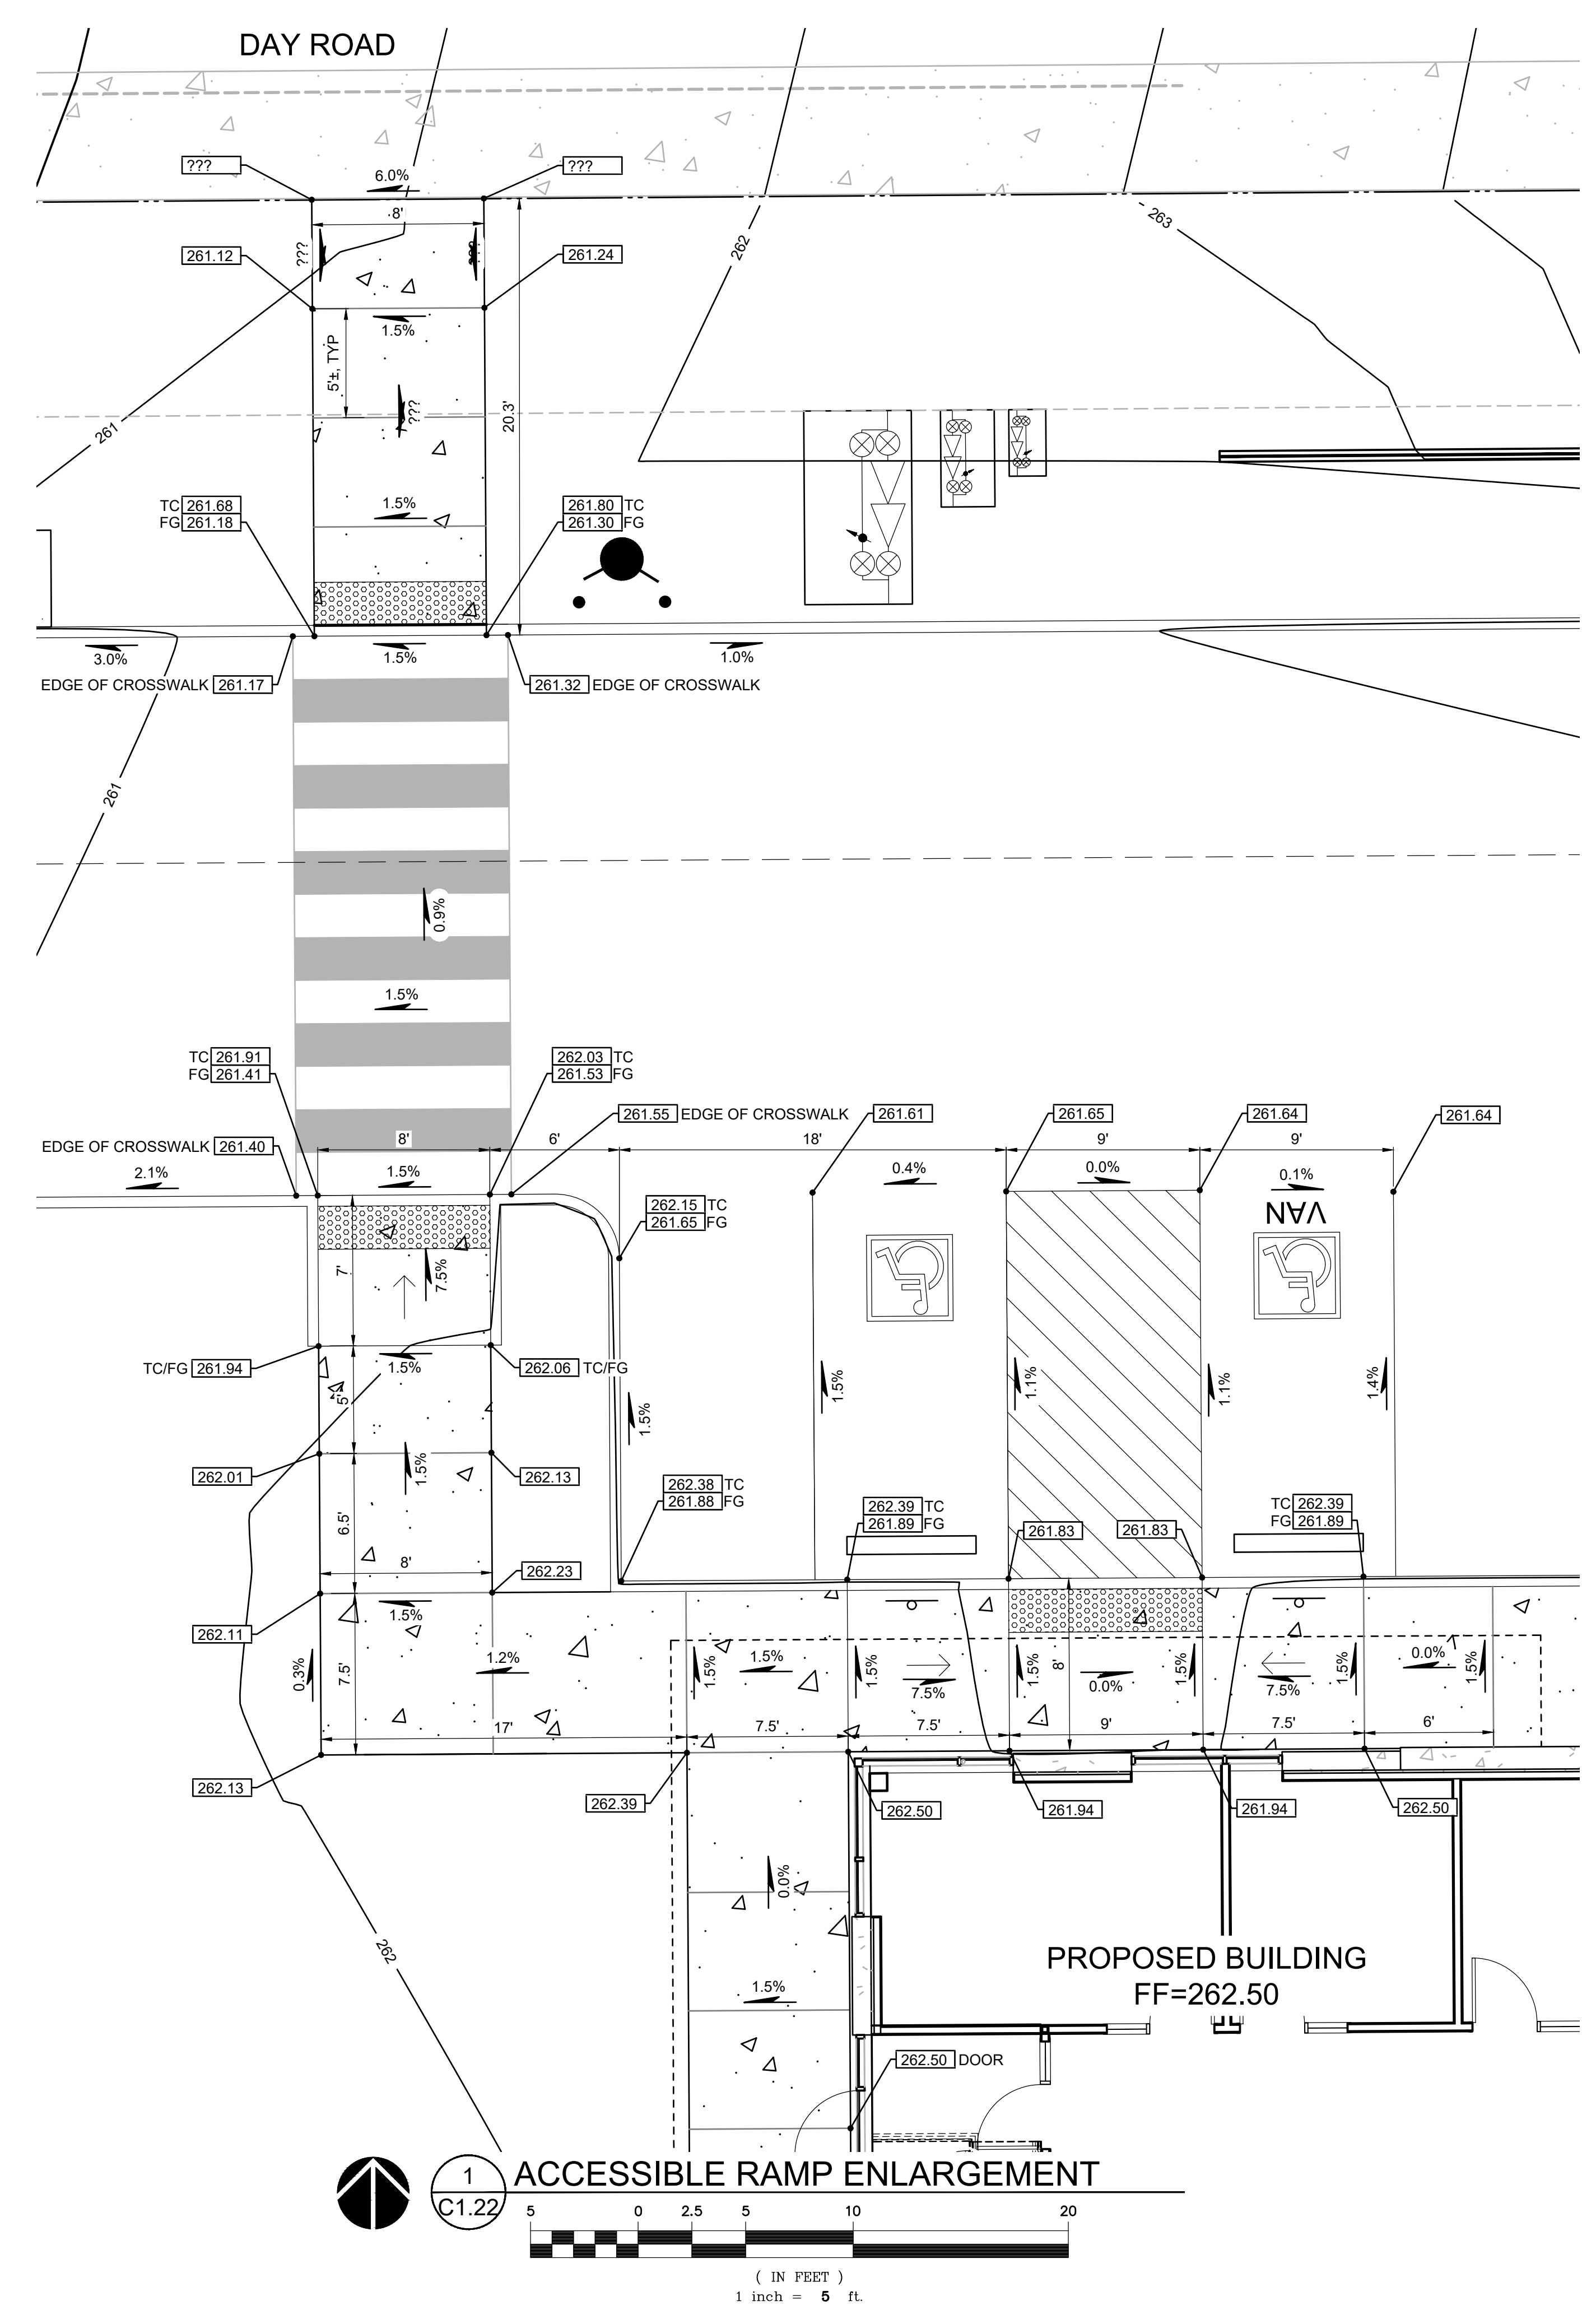 DAY ROAD
???
???
6.0%
8'
???
261.12
261.24
262
263
1.5%
5'±, TYP
???
20.3'
261
TC 261.68
FG 261.18
1.5%
261.80 TC
261.30 FG
3.0%
1.5%
1.0%
EDGE OF CROSSWALK 261.17
261.32 EDGE OF CROSSWALK
261
0.9%
1.5%
TC 261.91
FG 261.41
262.03 TC
261.53 FG
261.55 EDGE OF CROSSWALK
261.61
261.65
261.64
261.64
EDGE OF CROSSWALK 261.40
8'
6'
18'
9'
9'
2.1%
1.5%
0.4%
0.0%
0.1%
262.15 TC
261.65 FG
VAN
7'
7.5%
TC/FG 261.94
1.5%
262.06 TC/FG
5'
1.5%
1.5%
1.1%
1.1%
1.4%
262.01
1.5%
262.13
262.38 TC
261.88 FG
262.39 TC
261.89 FG
TC 262.39
FG 261.89
261.83
261.83
6.5'
8'
262.23
1.5%
262.11
0.3%
7.5'
1.2%
1.5%
1.5%
1.5%
7.5%
1.5%
8'
0.0%
1.5%
7.5%
1.5%
0.0%
1.5%
17'
7.5'
7.5'
9'
7.5'
6'
262.13
262.39
262.50
261.94
261.94
262.50
0.0%
262
1.5%
PROPOSED BUILDING
FF=262.50
262.50 DOOR
1
C1.22
ACCESSIBLE RAMP ENLARGEMENT
5 0 2.5 5 10 20
( IN FEET )
1 inch = 5 ft.